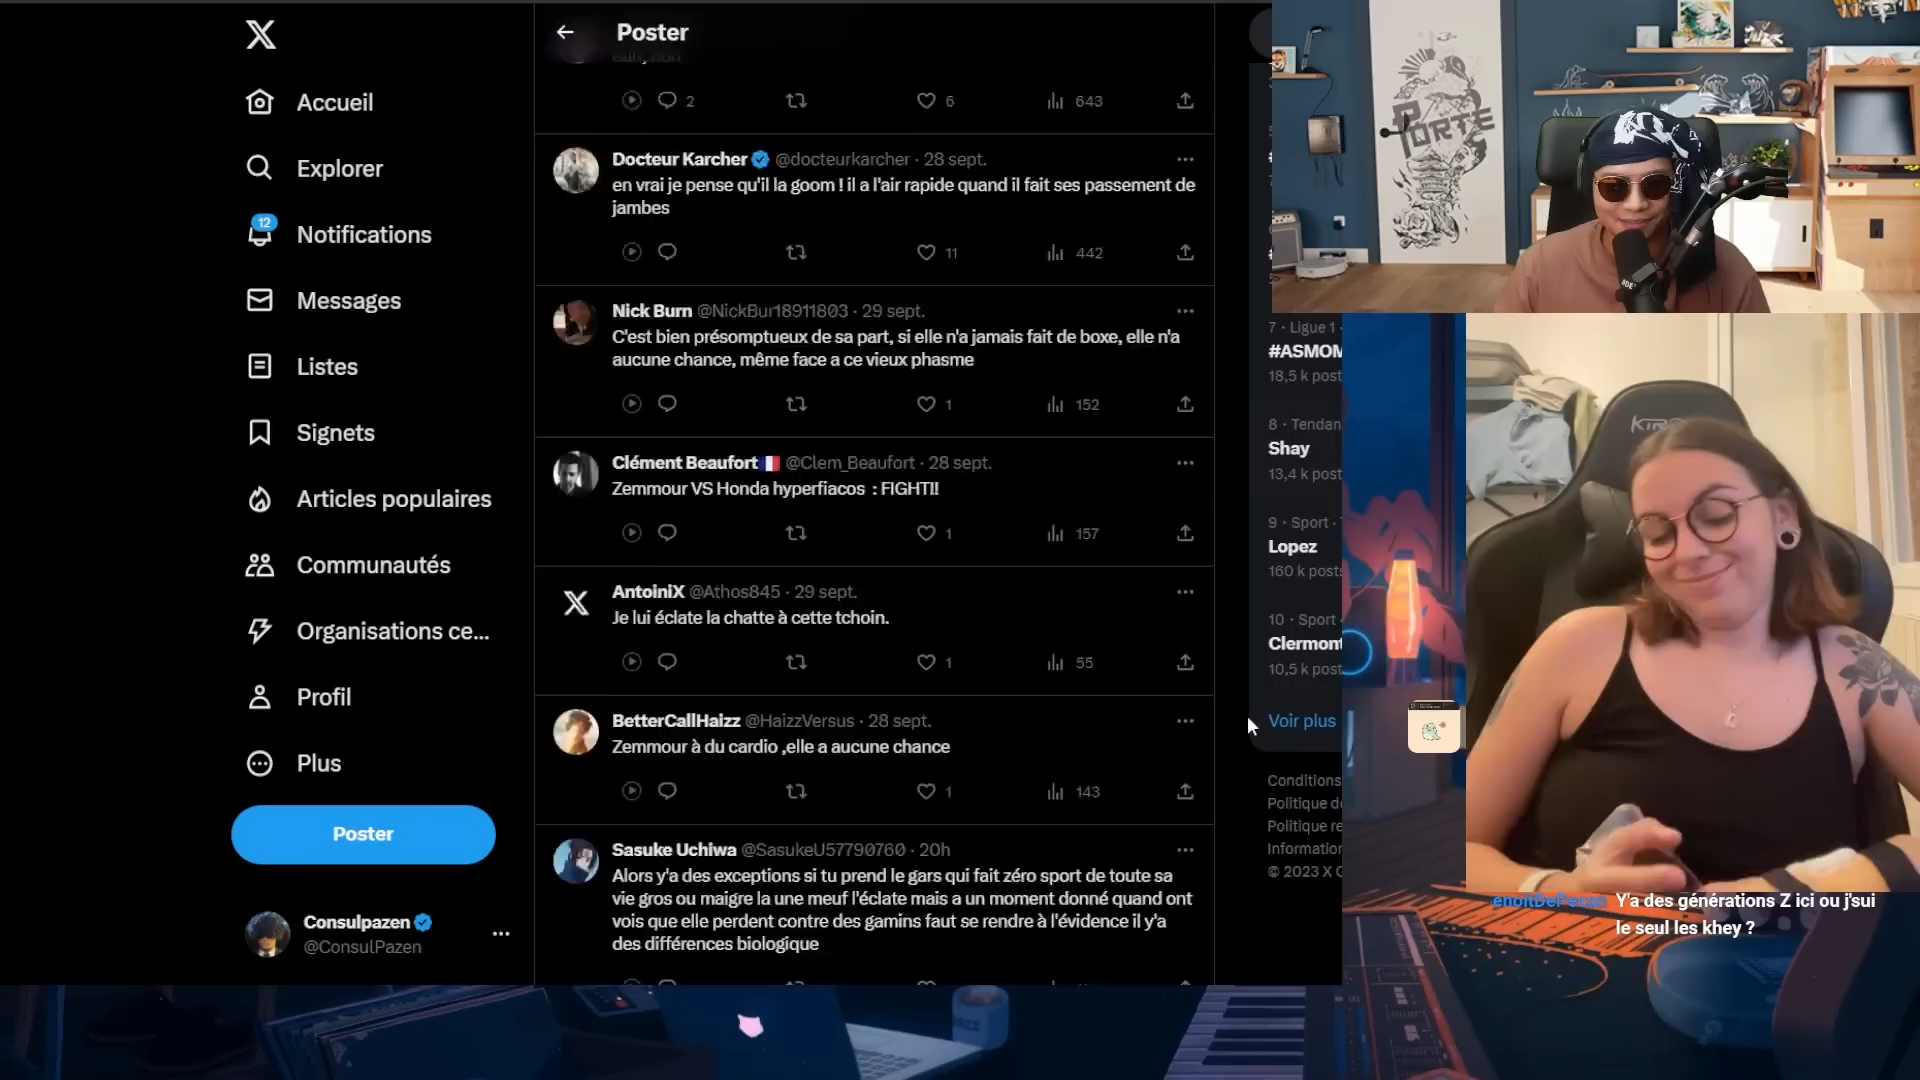 Poster
Accueil
Explorer
12
Notifications
Messages
Listes
Signets
Articles populaires
Communautés
Organisations ce...
Profil
Plus
Poster
Consulpazen
@ConsulPazen
2
6
643
Docteur Karcher @docteurkarcher · 28 sept.
en vrai je pense qu'il la goom ! il a l'air rapide quand il fait ses passement de
jambes
11
442
Nick Burn @NickBur18911803 · 29 sept.
C'est bien présomptueux de sa part, si elle n'a jamais fait de boxe, elle n'a
aucune chance, même face a ce vieux phasme
1
152
Clément Beaufort @Clem_Beaufort · 28 sept.
Zemmour VS Honda hyperfiacos : FIGHT!!
1
157
AntoiniX @Athos845 · 29 sept.
Je lui éclate la chatte à cette tchoin.
1
55
BetterCallHaizz @HaizzVersus · 28 sept.
Zemmour à du cardio ,elle a aucune chance
1
143
Sasuke Uchiwa @SasukeU57790760 · 20h
Alors y'a des exceptions si tu prend le gars qui fait zéro sport de toute sa
vie gros ou maigre la une meuf l'éclate mais a un moment donné quand ont
vois que elle perdent contre des gamins faut se rendre à l'évidence il y'a
des différences biologique
7 · Ligue 1
#ASMOM
18,5 k post
8 · Tendan
Shay
13,4 k post
9 · Sport ·
Lopez
160 k posts
10 · Sport
Clermont
10,5 k post
Voir plus
Conditions
Politique d
Politique re
Information
© 2023 X C
PORTE
enoitDePecan Y'a des générations Z ici ou j'sui
le seul les khey ?